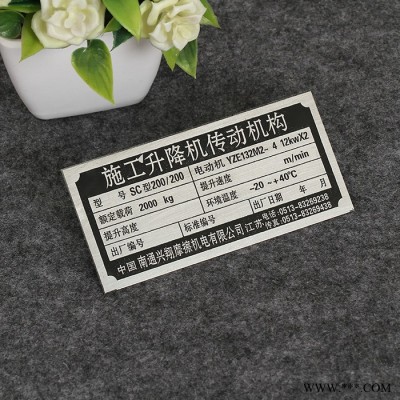 施工升降机传动机构
型 号 SC型200/200 电动机 YZE132M2-4 12kwX2
额定载荷 2000 kg 提升速度 m/min
提升高度 环境温度 -20～+40℃
出厂编号 标准编号 出厂日期 年 月
中国 南通兴翔摩擦机电有限公司 江苏 电话:0513-83269238
传真:0513-83269438
WWW.***.COM